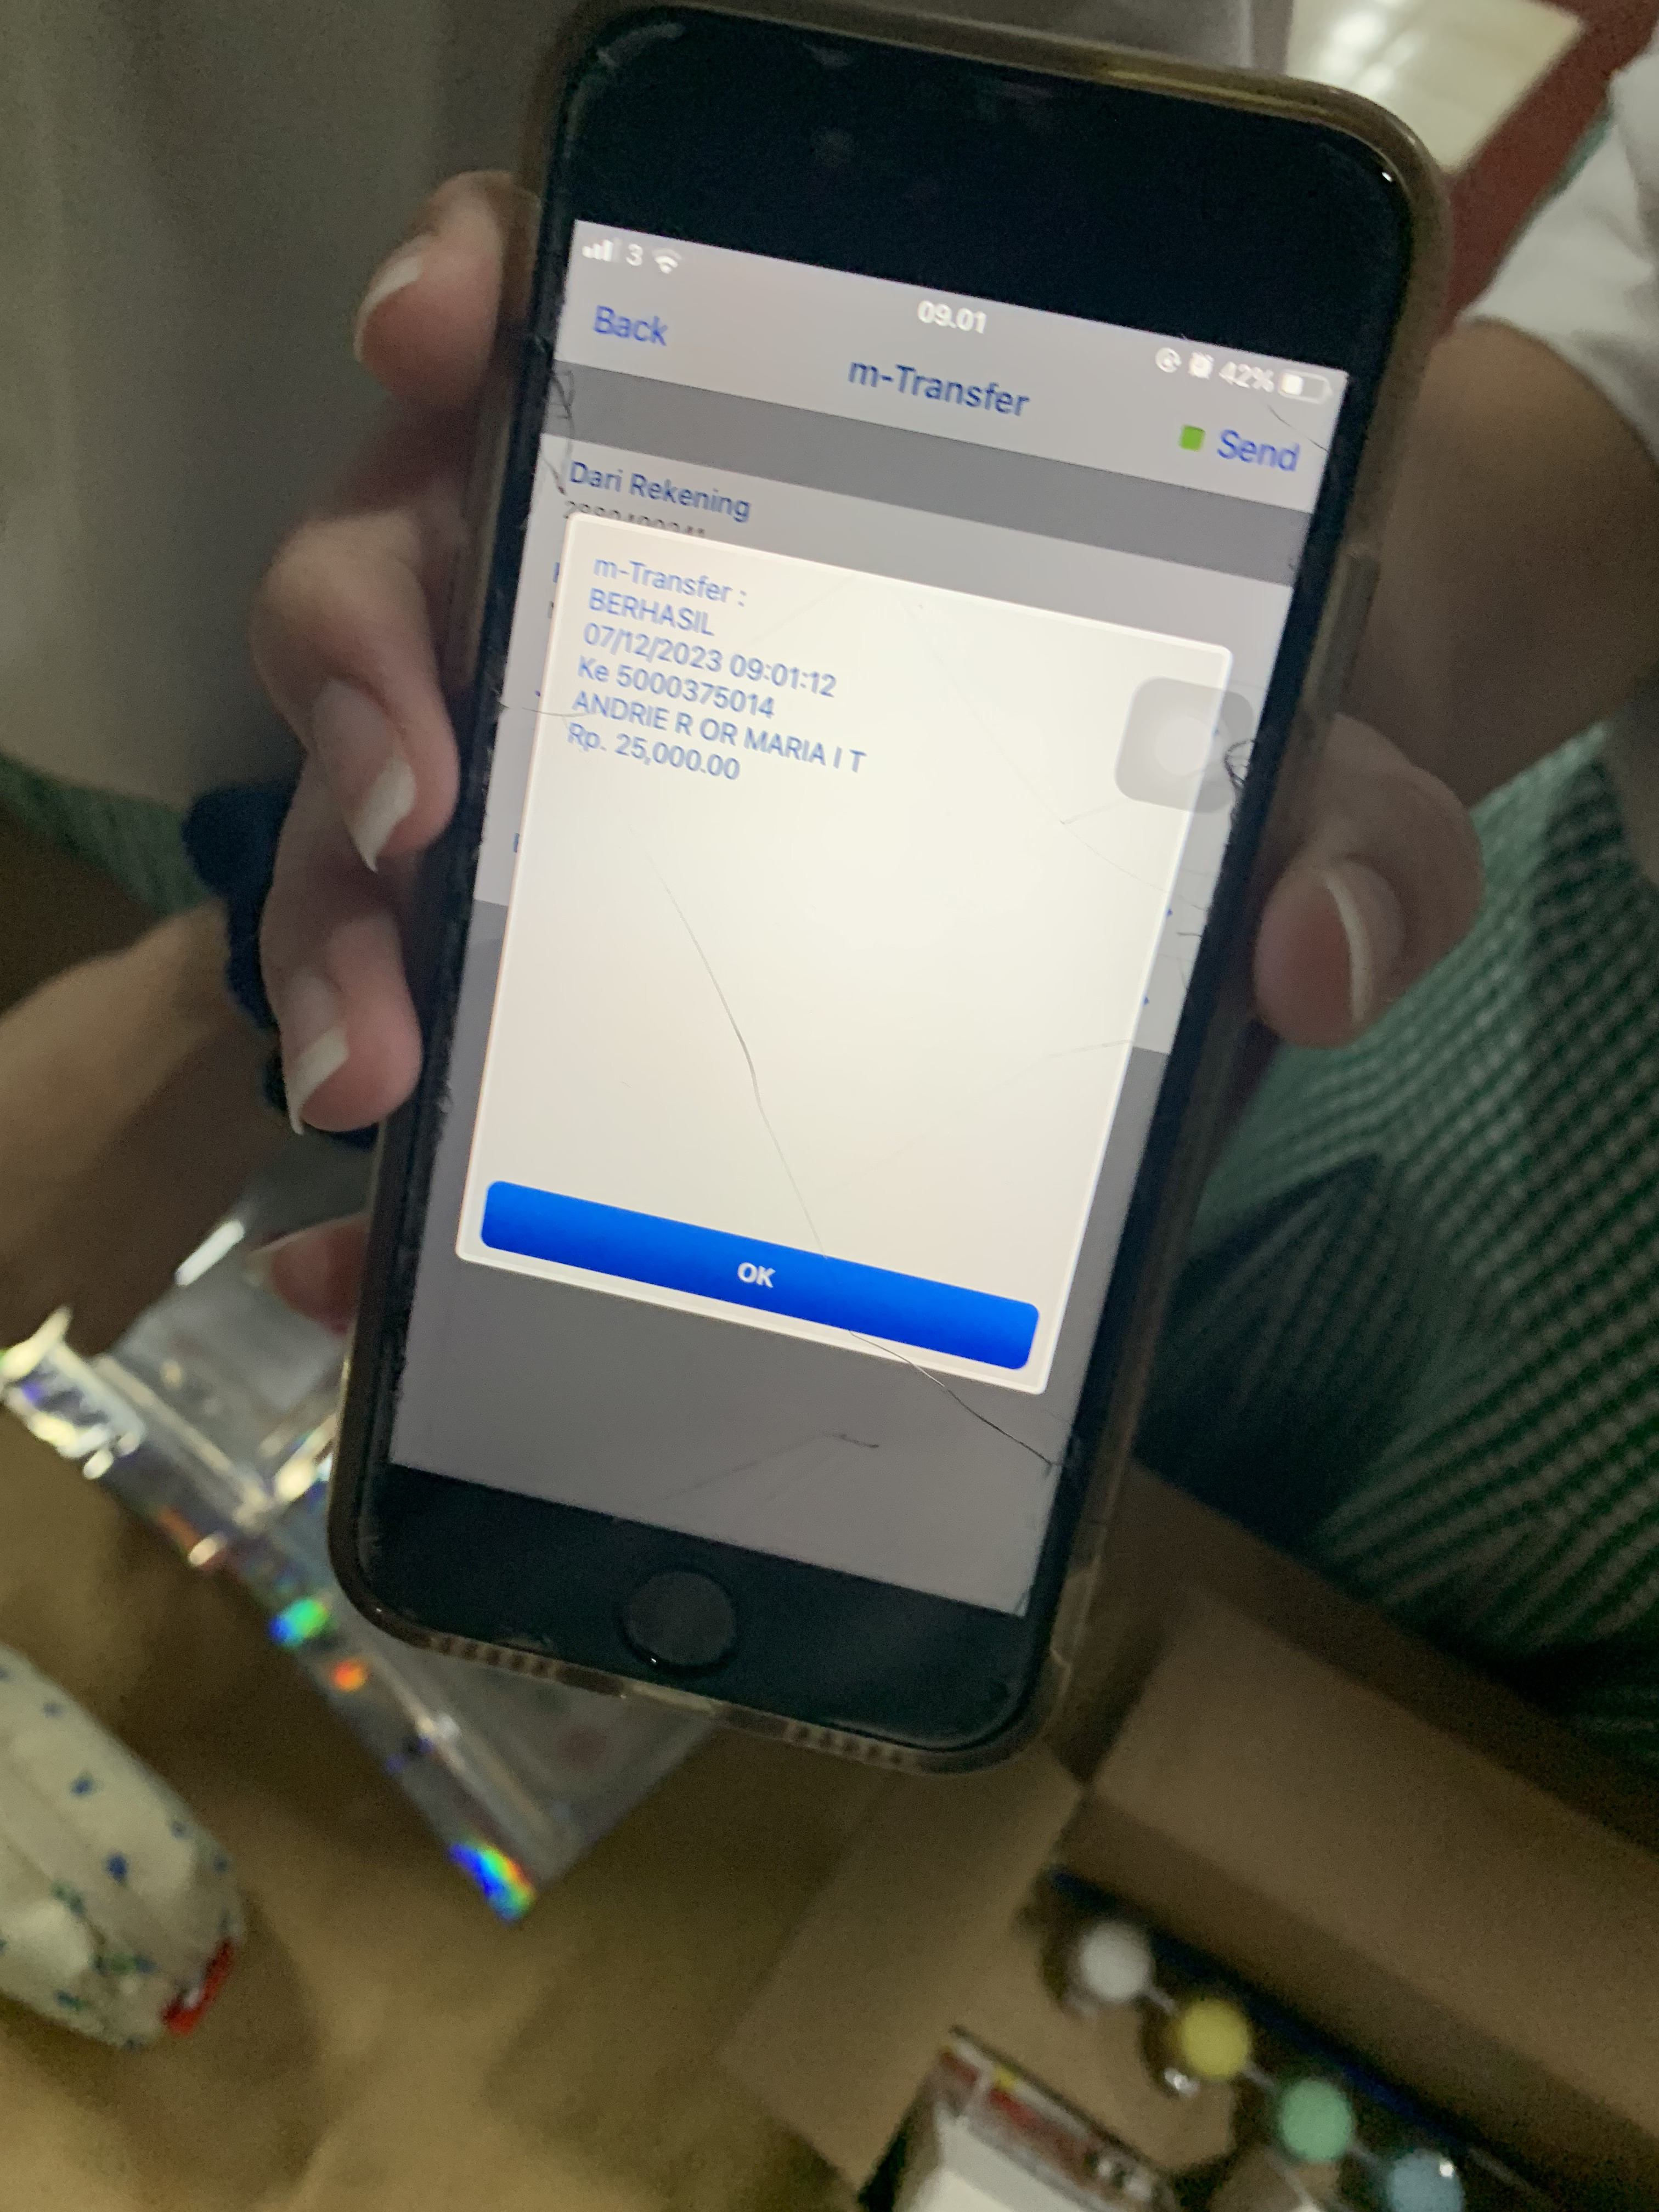 3
09.01
42%
Back
m-Transfer
Send
Dari Rekening
m-Transfer :
BERHASIL
07/12/2023 09:01:12
Ke 5000375014
ANDRIE R OR MARIA I T
Rp. 25,000.00
OK